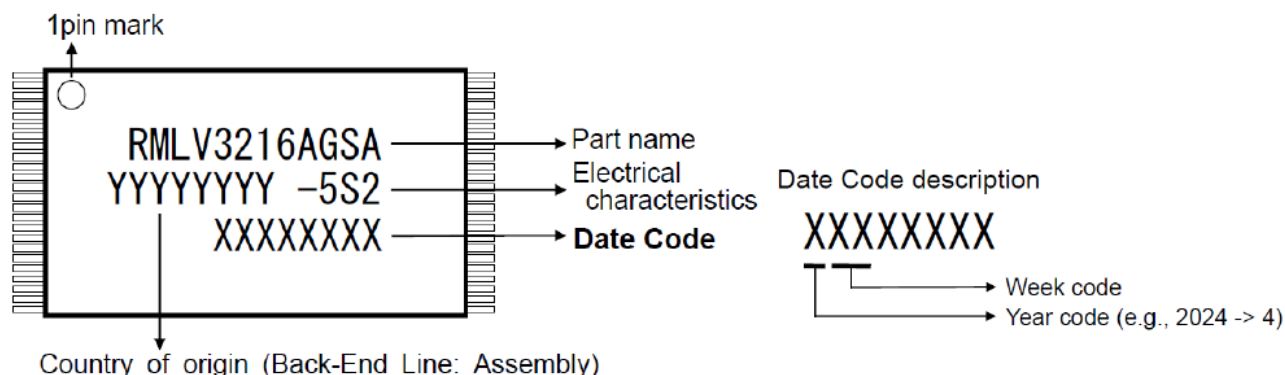 1pin mark
RMLV3216AGSA
Part name
YYYYYYYY -5S2
Electrical
characteristics
XXXXXXXX
Date Code
Country of origin (Back-End Line: Assembly)
Date Code description
XXXXXXXX
Week code
Year code (e.g., 2024 -> 4)